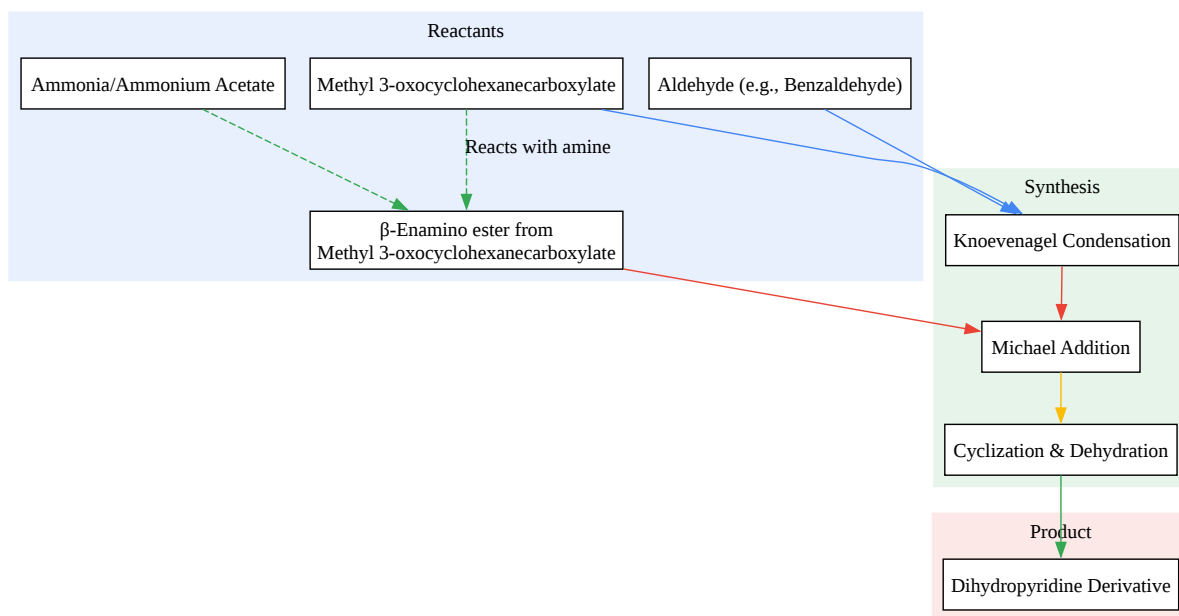 Reactants
Ammonia/Ammonium Acetate
Methyl 3-oxocyclohexanecarboxylate
Aldehyde (e.g., Benzaldehyde)
Reacts with amine
β-Enamino ester from
Methyl 3-oxocyclohexanecarboxylate
Synthesis
Knoevenagel Condensation
Michael Addition
Cyclization & Dehydration
Product
Dihydropyridine Derivative